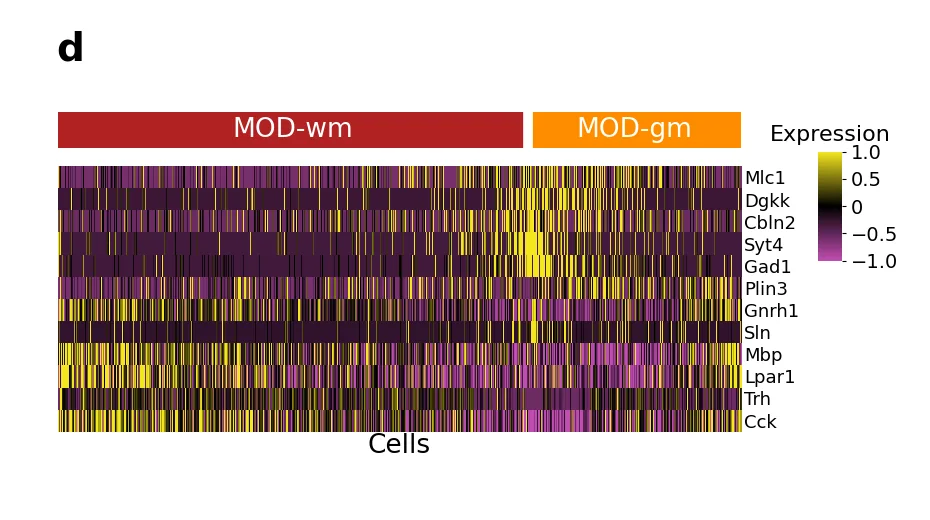 d
MOD-wm
MOD-gm
Expression
1.0
0.5
0
−0.5
−1.0
Mlc1
Dgkk
Cbln2
Syt4
Gad1
Plin3
Gnrh1
Sln
Mbp
Lpar1
Trh
Cck
Cells